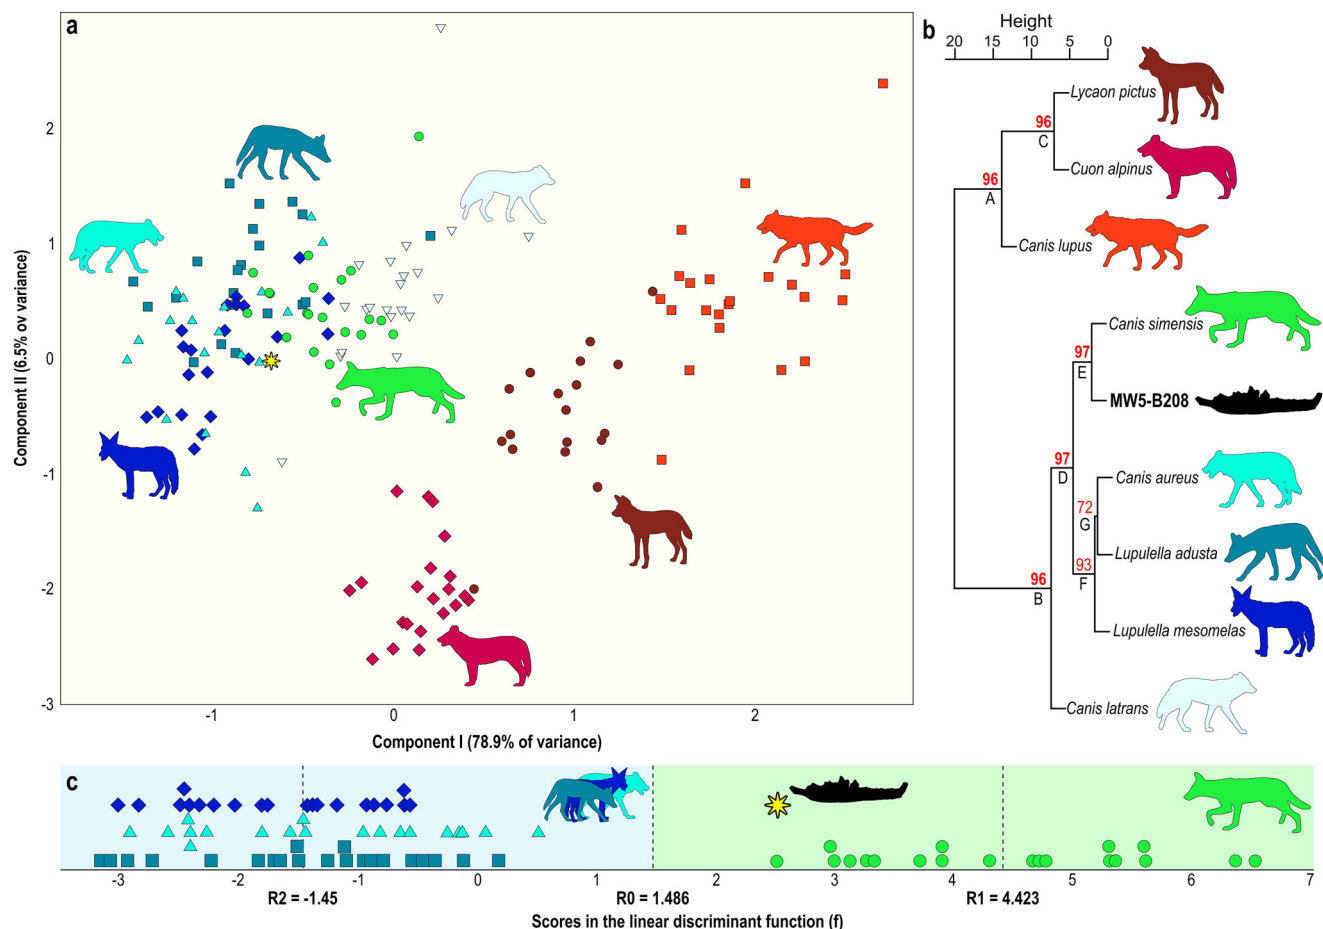 a
2
1
0
-1
-2
-3
Component II (6.5% ov variance)
-1 0 1 2
Component I (78.9% of variance)
b
Height
20 15 10 5 0
Lycaon pictus
96
C
Cuon alpinus
96
A
Canis lupus
Canis simensis
97
E
MW5-B208
97
D
Canis aureus
72
G
Lupulella adusta
93
F
96
B
Lupulella mesomelas
Canis latrans
c
-3 -2 -1 0 1 2 3 4 5 6 7
R2 = -1.45 R0 = 1.486 R1 = 4.423
Scores in the linear discriminant function (f)